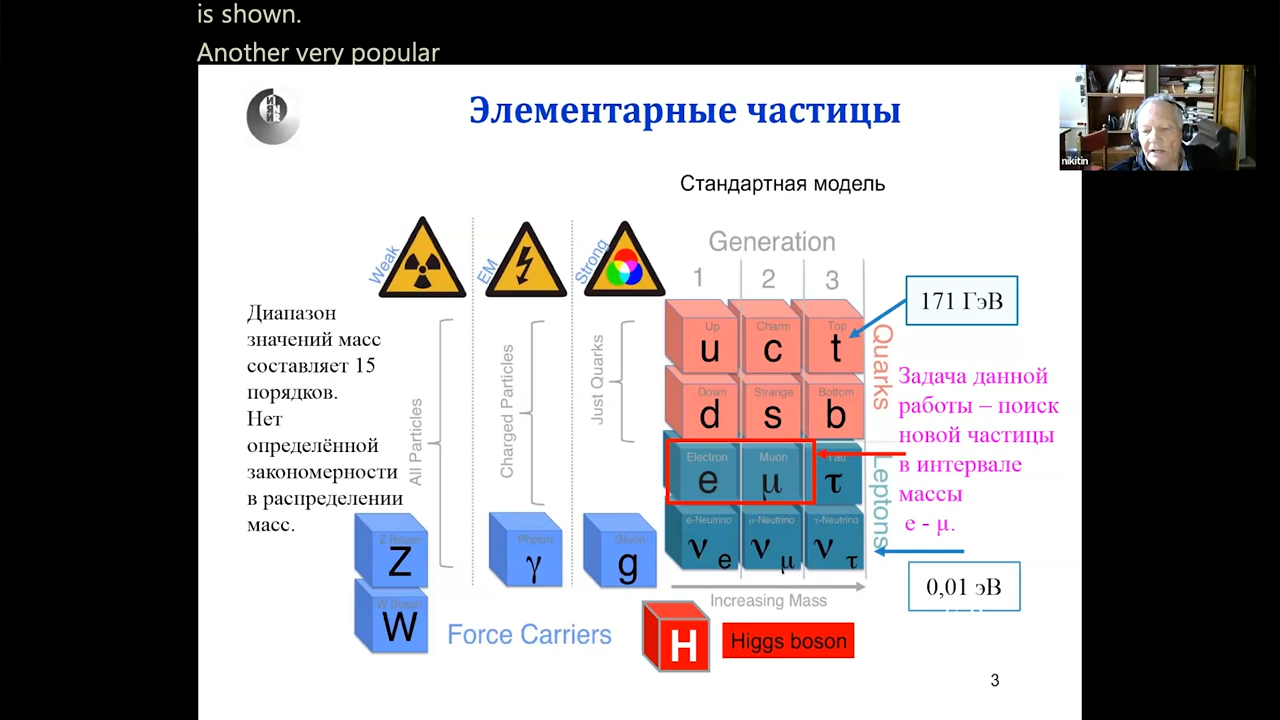 is shown.
Another very popular
Элементарные частицы
nikitin
Стандартная модель
Weak
EM
Strong
Generation
1 2 3
171 ГэВ
Диапазон
значений масс
составляет 15
порядков.
Нет
определённой
закономерности
в распределении
масс.
All Particles
Charged Particles
Just Quarks
Up Charm Top
u c t
Down Strange Bottom
d s b
Electron Muon Tau
e μ τ
e-Neutrino μ-Neutrino τ-Neutrino
ν e ν μ ν τ
Quarks
Leptons
Задача данной
работы – поиск
новой частицы
в интервале
массы
e - μ.
0,01 эВ
Z Boson
Z
Photon
γ
Gluon
g
W Boson
W
Force Carriers
Increasing Mass
H
Higgs boson
3